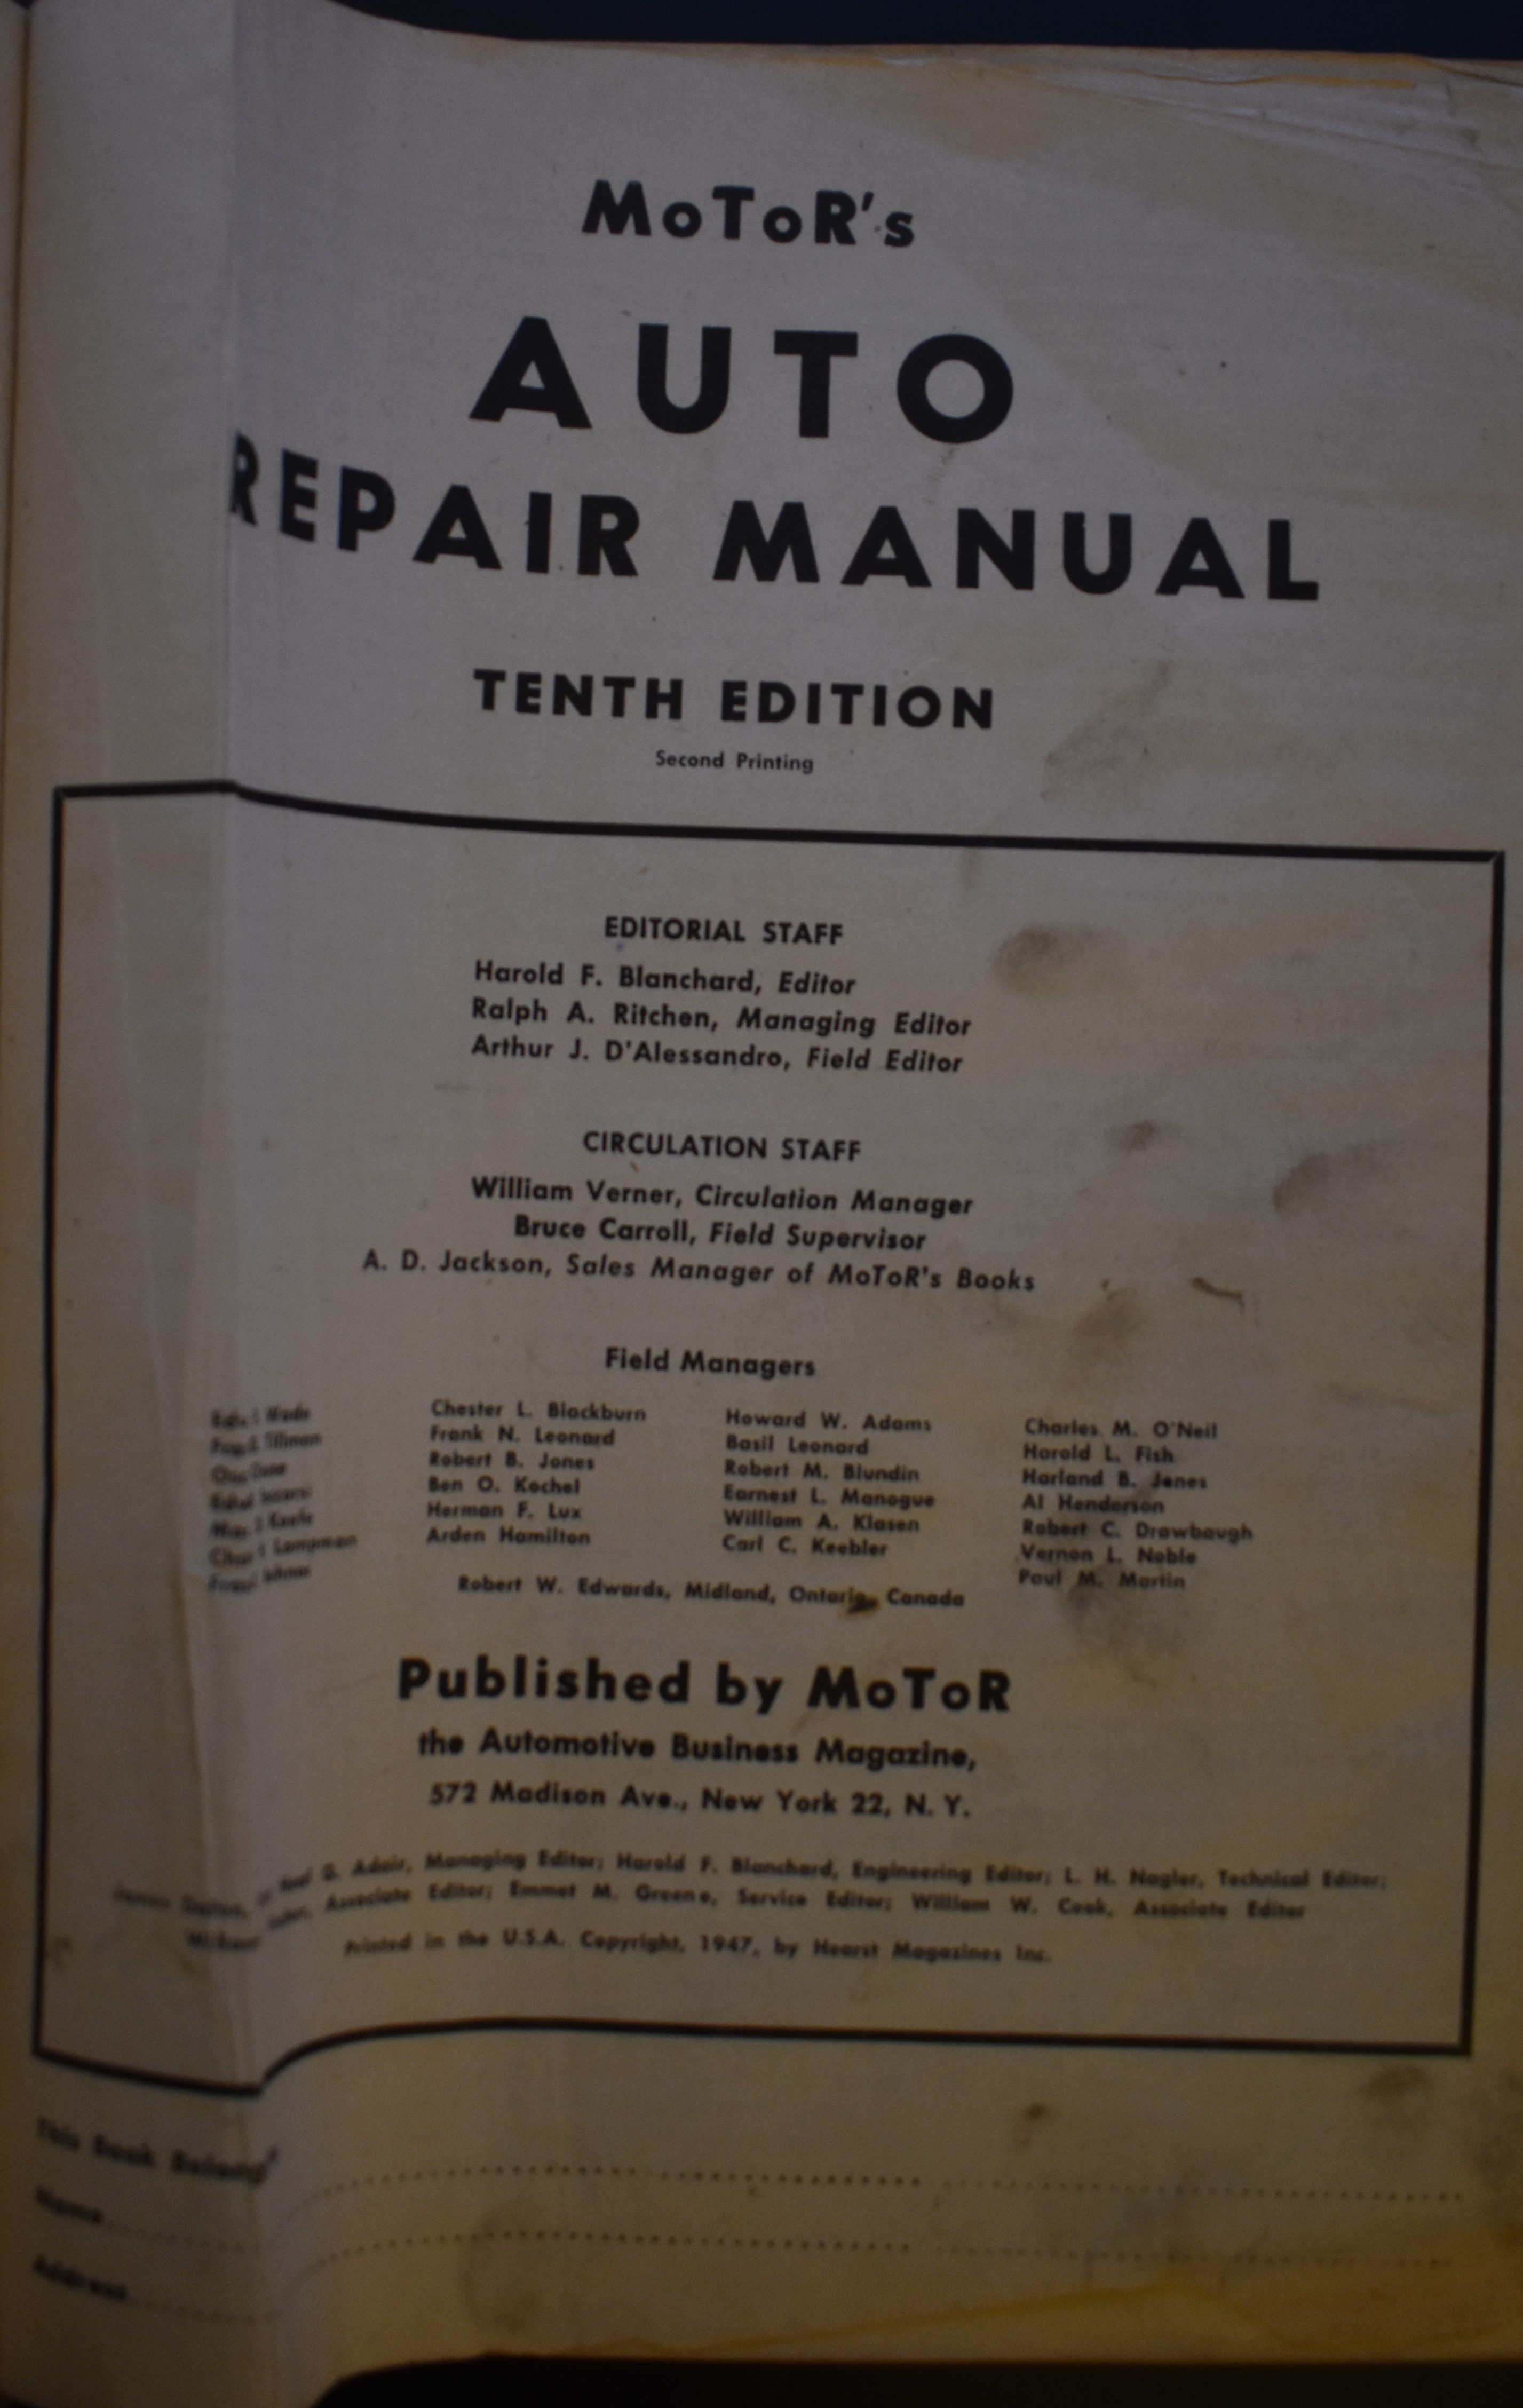 MoToR's
AUTO
REPAIR MANUAL
TENTH EDITION
Second Printing
EDITORIAL STAFF
Harold F. Blanchard, Editor
Ralph A. Ritchen, Managing Editor
Arthur J. D'Alessandro, Field Editor
CIRCULATION STAFF
William Verner, Circulation Manager
Bruce Carroll, Field Supervisor
A. D. Jackson, Sales Manager of MoToR's Books
Field Managers
Chester L. Blackburn
Frank N. Leonard
Robert B. Jones
Ben O. Kochel
Herman F. Lux
Arden Hamilton
Howard W. Adams
Basil Leonard
Robert M. Blundin
Earnest L. Manogue
William A. Klasen
Carl C. Keebler
Charles M. O'Neil
Harold L. Fish
Harland B. Jones
Al Henderson
Robert C. Drawbaugh
Vernon L. Noble
Paul M. Martin
Robert W. Edwards, Midland, Ontario, Canada
Published by MoToR
the Automotive Business Magazine,
572 Madison Ave., New York 22, N. Y.
G. Adair, Managing Editor; Harold F. Blanchard, Engineering Editor; L. H. Nagler, Technical Editor;
Associate Editor; Emmet M. Greene, Service Editor; William W. Cook, Associate Editor
Printed in the U.S.A. Copyright, 1947, by Hearst Magazines Inc.
This Book Belong
Name
Address